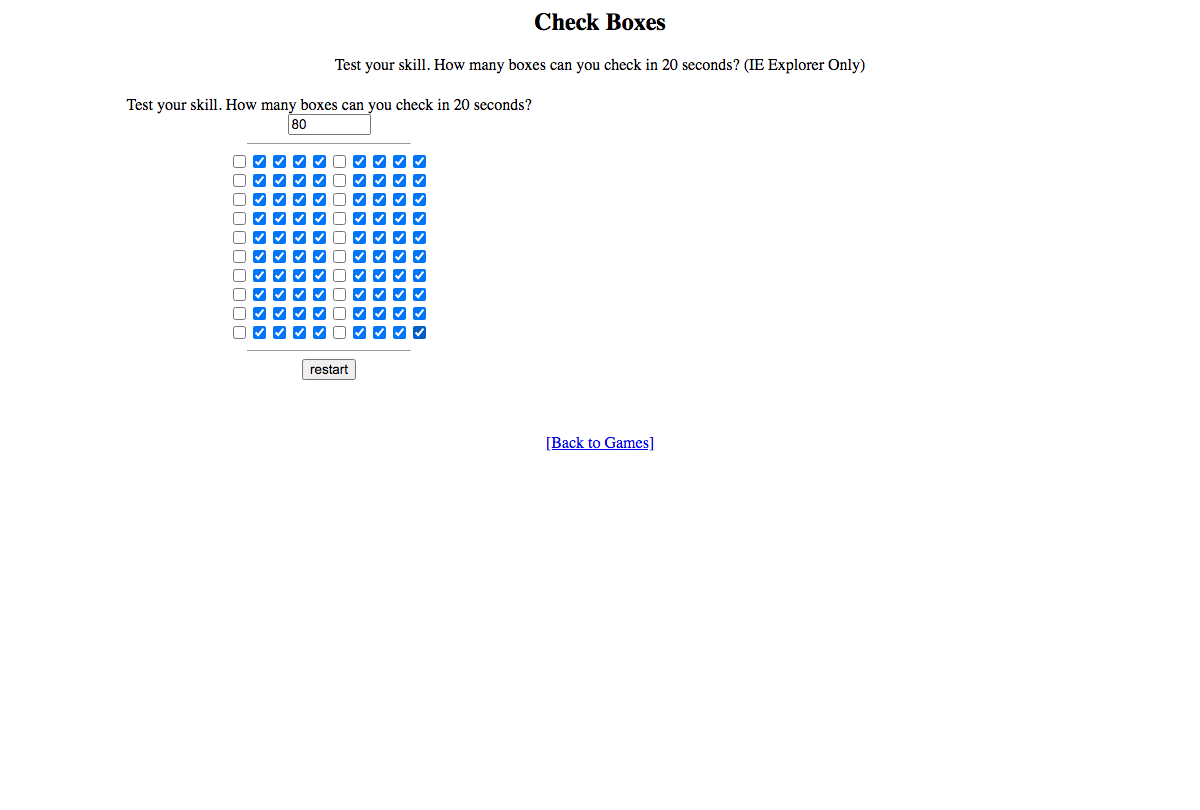 Check Boxes
Test your skill. How many boxes can you check in 20 seconds? (IE Explorer Only)
Test your skill. How many boxes can you check in 20 seconds?
80
restart
[Back to Games]